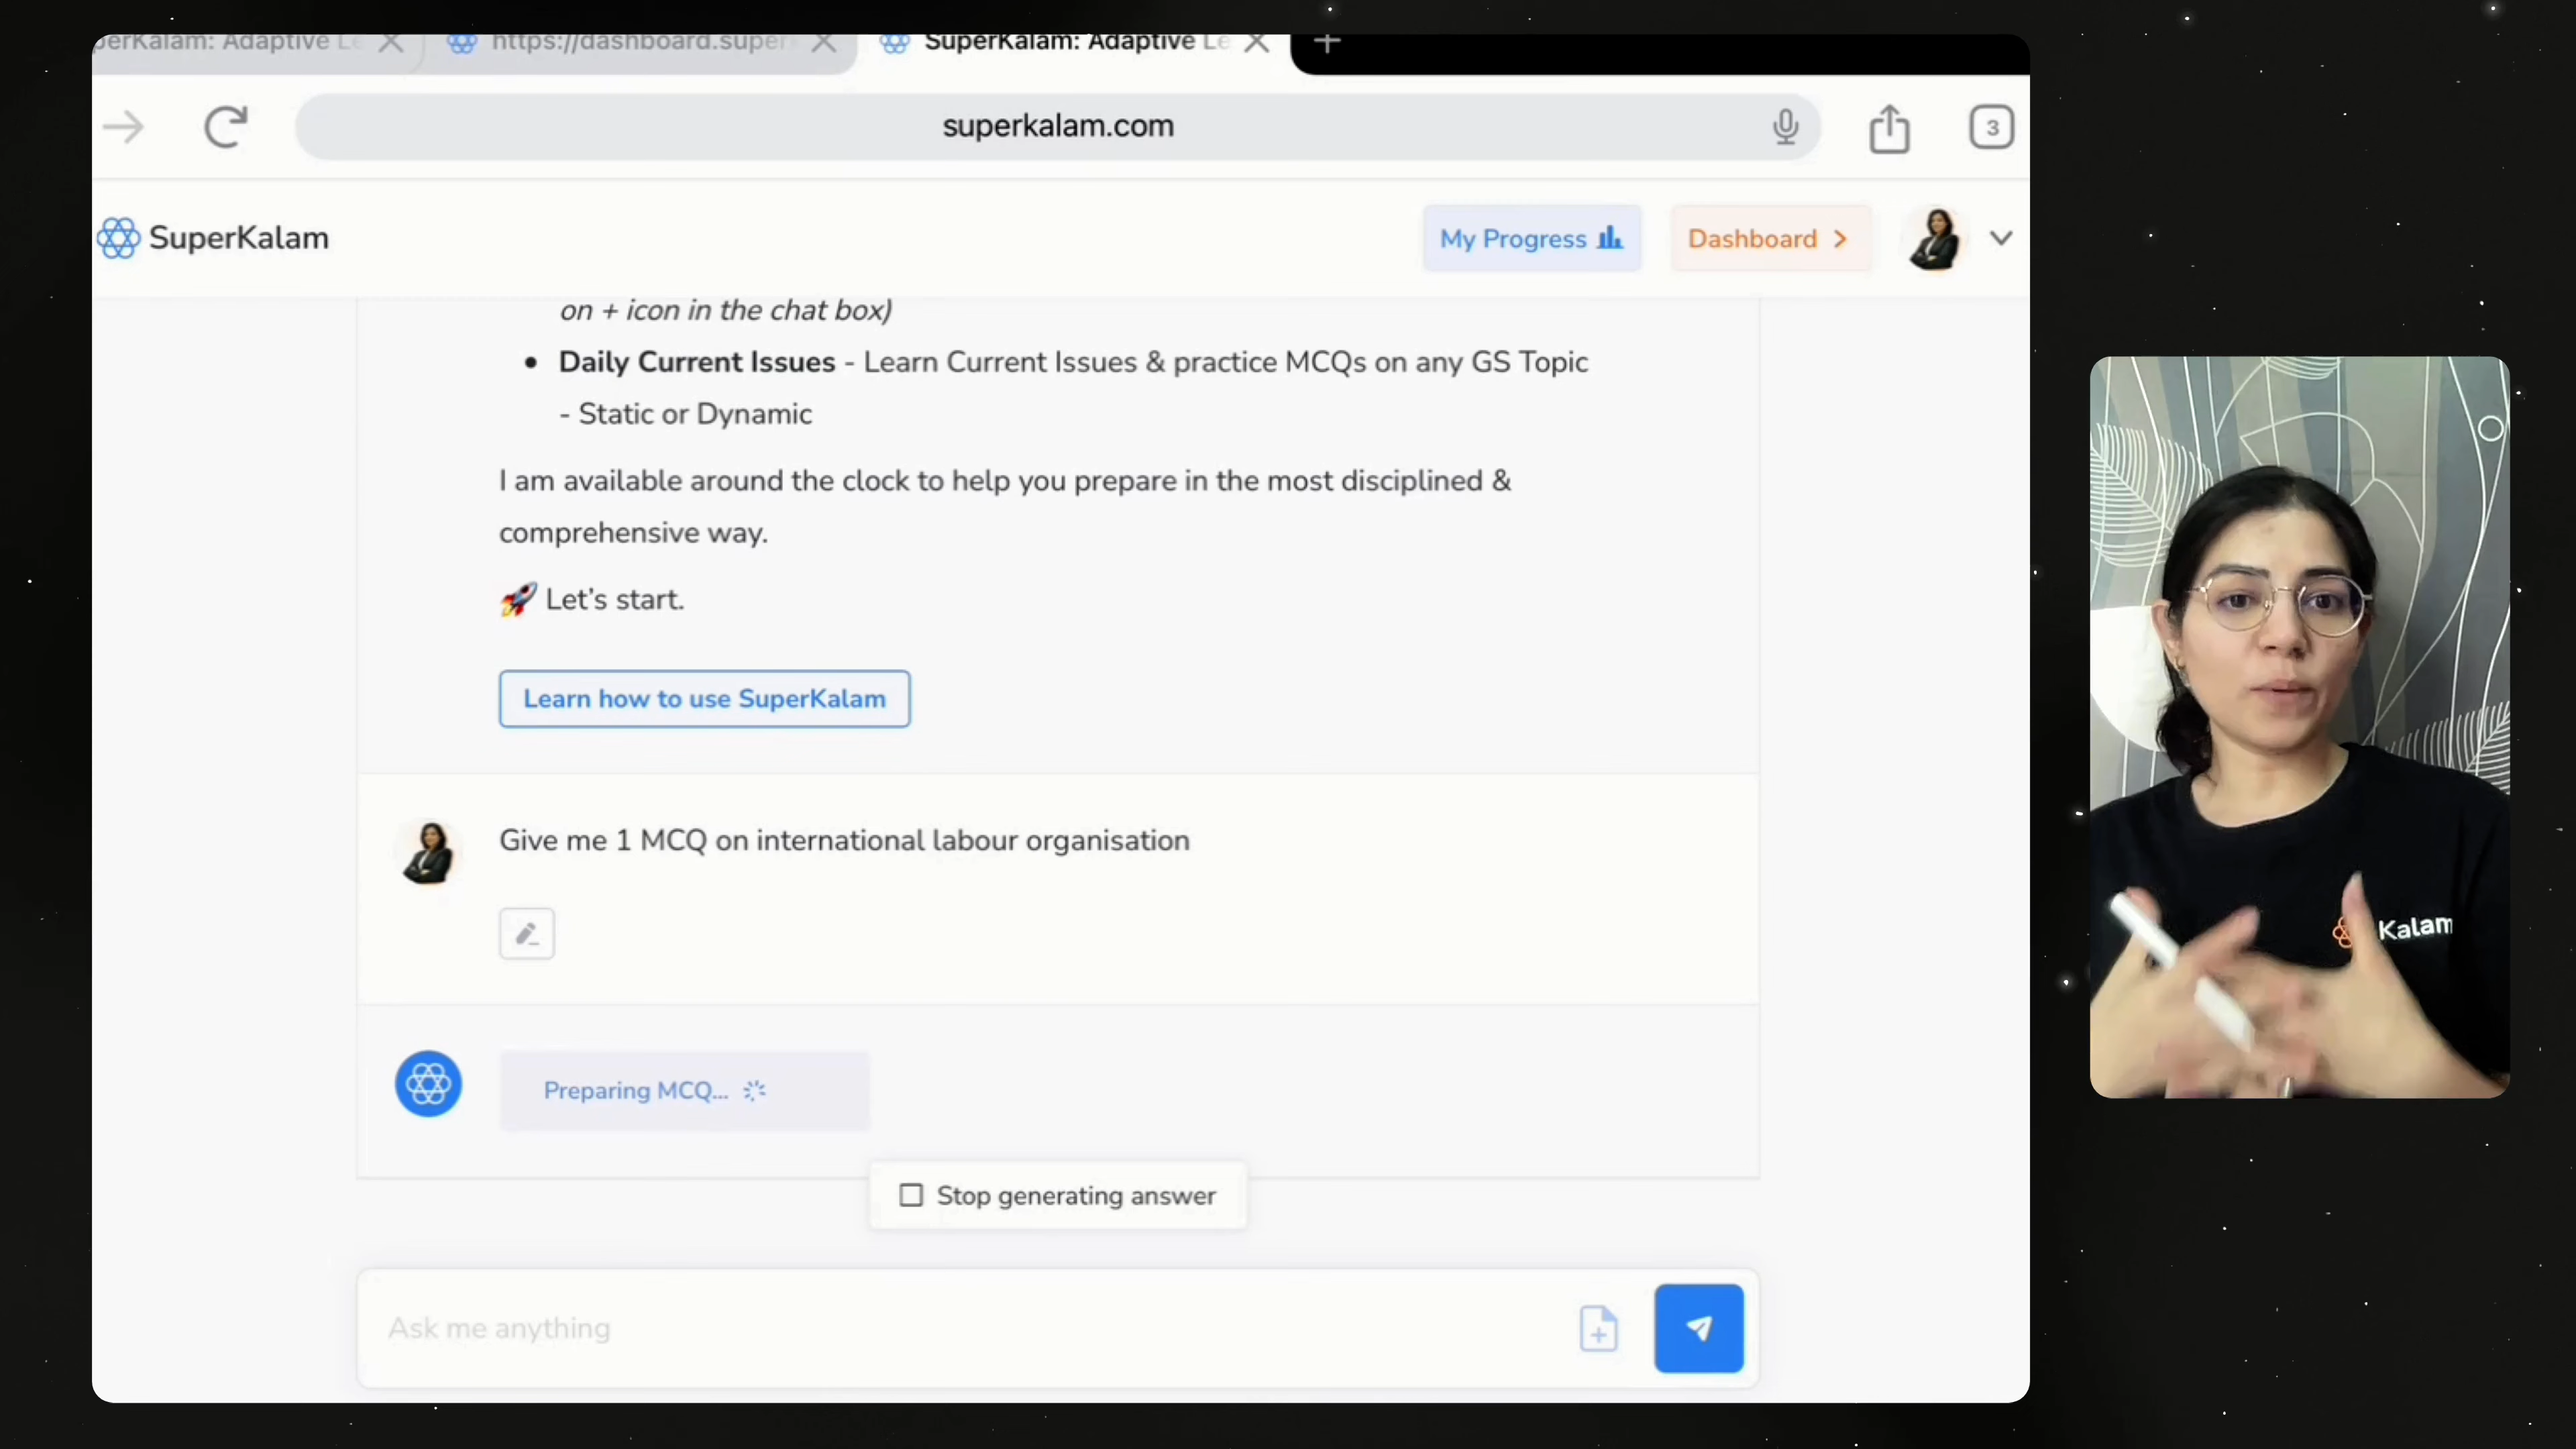 perKalam: Adaptive Le
https://dashboard.super
SuperKalam: Adaptive Le
superkalam.com
3
SuperKalam
My Progress
Dashboard >
on + icon in the chat box)
• Daily Current Issues - Learn Current Issues & practice MCQs on any GS Topic
- Static or Dynamic
I am available around the clock to help you prepare in the most disciplined &
comprehensive way.
🚀 Let's start.
Learn how to use SuperKalam
Give me 1 MCQ on international labour organisation
Preparing MCQ...
Stop generating answer
Ask me anything
Kalam